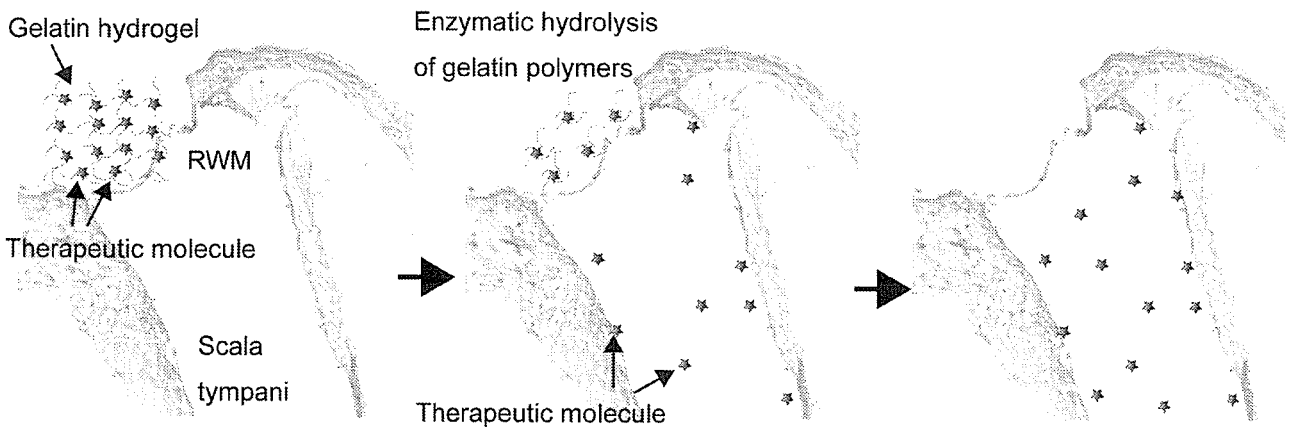 Gelatin hydrogel
RWM
Therapeutic molecule
Scala
tympani
Enzymatic hydrolysis
of gelatin polymers
Therapeutic molecule